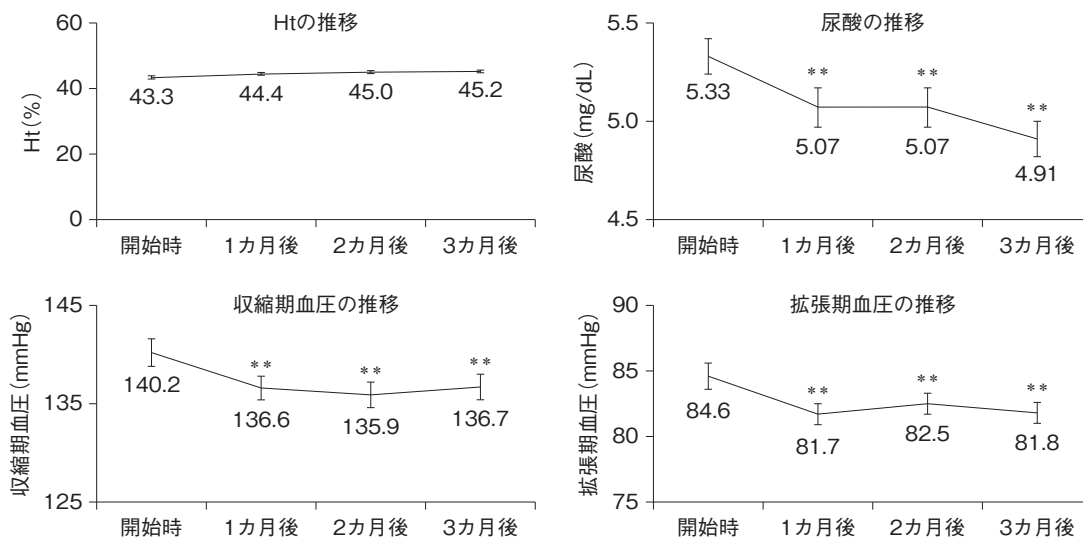 Htの推移
Ht(%)
60
40
20
0
43.3
44.4
45.0
45.2
開始時
1カ月後
2カ月後
3カ月後
尿酸の推移
尿酸(mg/dL)
5.5
5.0
4.5
**
**
**
5.33
5.07
5.07
4.91
開始時
1カ月後
2カ月後
3カ月後
収縮期血圧の推移
収縮期血圧(mmHg)
145
135
125
**
**
**
140.2
136.6
135.9
136.7
開始時
1カ月後
2カ月後
3カ月後
拡張期血圧の推移
拡張期血圧(mmHg)
90
85
80
75
**
**
**
84.6
81.7
82.5
81.8
開始時
1カ月後
2カ月後
3カ月後